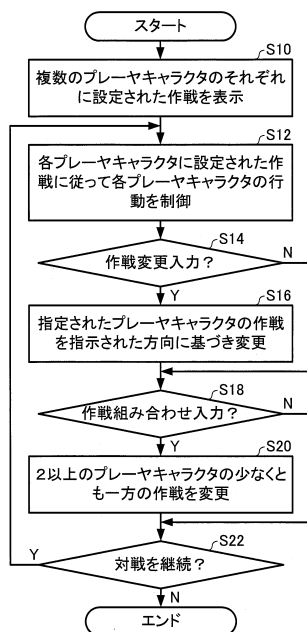 スタート
S10
複数のプレーヤキャラクタのそれぞれ
に設定された作戦を表示
S12
各プレーヤキャラクタに設定された作
戦に従って各プレーヤキャラクタの行
動を制御
S14
作戦変更入力？
N
Y
S16
指定されたプレーヤキャラクタの作戦
を指示された方向に基づき変更
S18
作戦組み合わせ入力？
N
Y
S20
２以上のプレーヤキャラクタの少なくと
も一方の作戦を変更
S22
Y
対戦を継続？
N
エンド